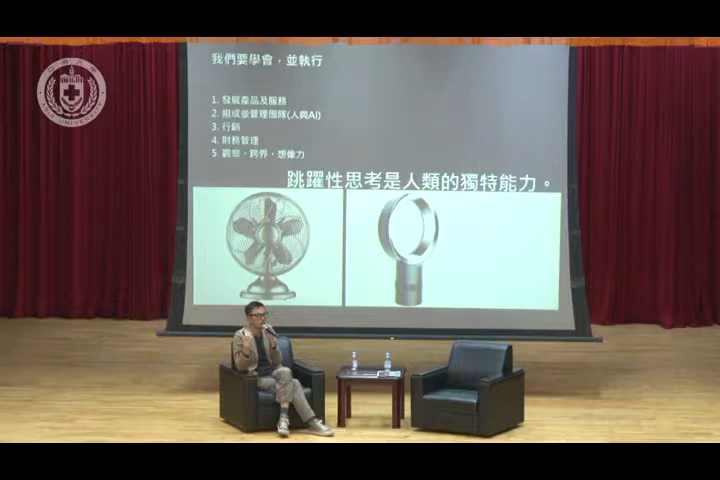 我們要學會，並執行
1. 發展產品及服務
2. 組成並管理團隊(人與AI)
3. 行銷
4. 財務管理
5. 觀察、跨界、想像力
跳躍性思考是人類的獨特能力。
ASIA UNIVERSITY